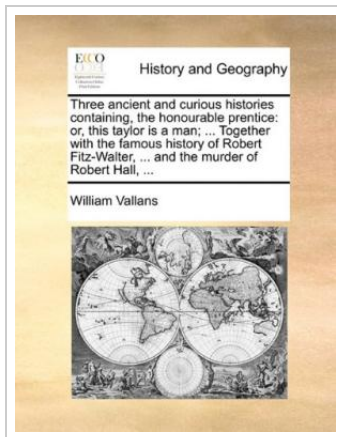 ECCO
History and Geography
Three ancient and curious histories
containing, the honourable prentice:
or, this taylor is a man; ... Together
with the famous history of Robert
Fitz-Walter, ... and the murder of
Robert Hall, ...
William Vallans